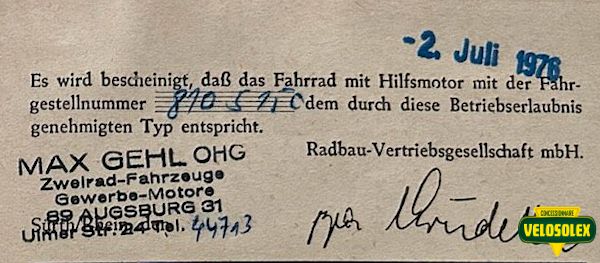 -2. Juli 1976
Es wird bescheinigt, daß das Fahrrad mit Hilfsmotor mit der Fahr-
gestellnummer dem durch diese Betriebserlaubnis
genehmigten Typ entspricht.
MAX GEHL OHG
Zweirad-Fahrzeuge
Gewerbe-Motore
89 AUGSBURG 31
Ulmer Str. 24 Tel. 44713
Radbau-Vertriebsgesellschaft mbH.
CONCESSIONNAIRE
VELOSOLEX